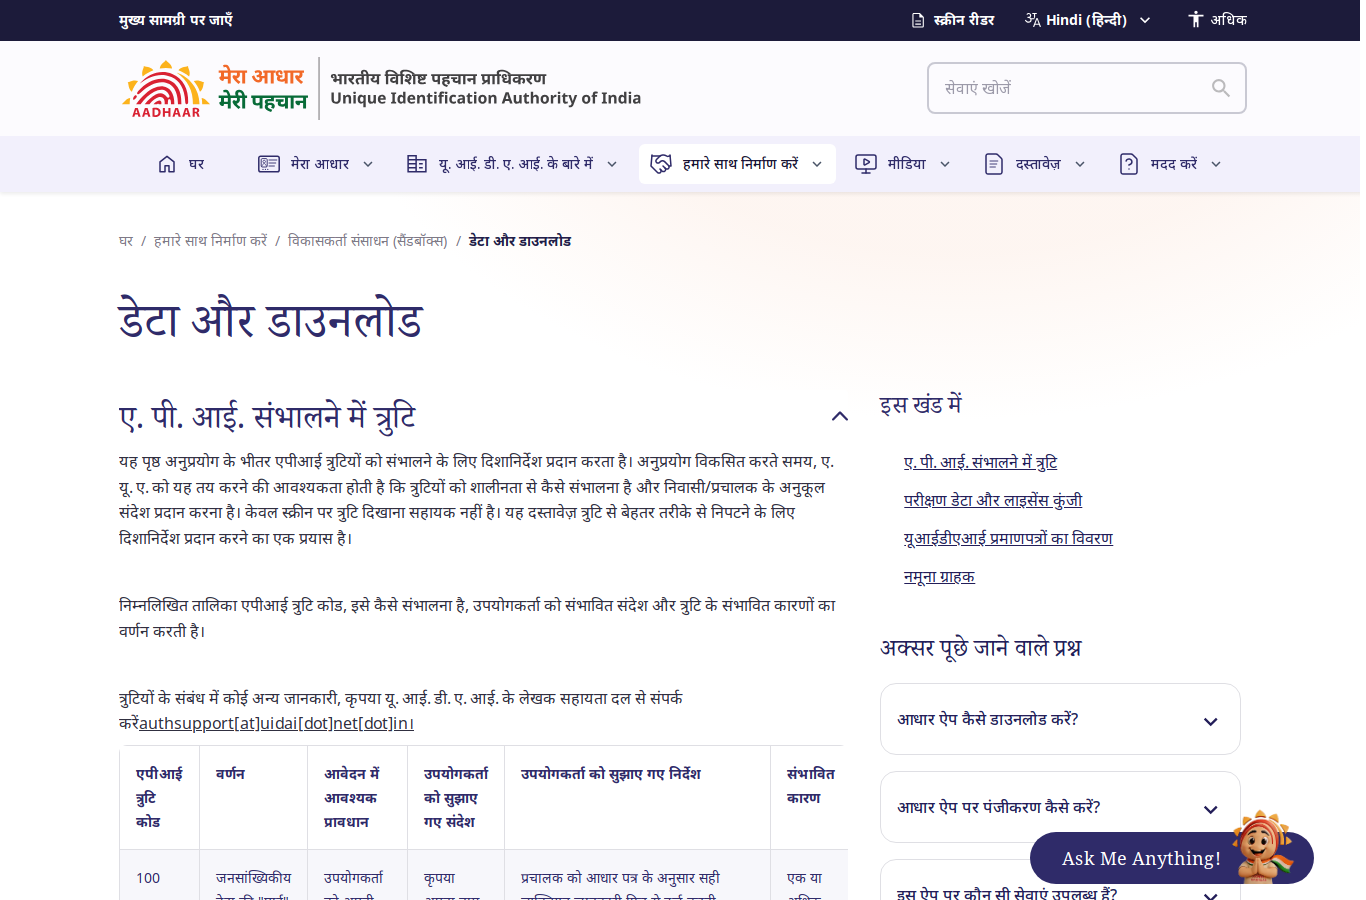 मुख्य सामग्री पर जाएँ
स्क्रीन रीडर
Hindi (हिन्दी)
अधिक
AADHAAR
मेरा आधार
मेरी पहचान
भारतीय विशिष्ट पहचान प्राधिकरण
Unique Identification Authority of India
सेवाएं खोजें
घर
मेरा आधार
यू. आई. डी. ए. आई. के बारे में
हमारे साथ निर्माण करें
मीडिया
दस्तावेज़
मदद करें
घर / हमारे साथ निर्माण करें / विकासकर्ता संसाधन (सैंडबॉक्स) / डेटा और डाउनलोड
डेटा और डाउनलोड
ए. पी. आई. संभालने में त्रुटि
यह पृष्ठ अनुप्रयोग के भीतर एपीआई त्रुटियों को संभालने के लिए दिशानिर्देश प्रदान करता है। अनुप्रयोग विकसित करते समय, ए.
यू. ए. को यह तय करने की आवश्यकता होती है कि त्रुटियों को शालीनता से कैसे संभालना है और निवासी/प्रचालक के अनुकूल
संदेश प्रदान करना है। केवल स्क्रीन पर त्रुटि दिखाना सहायक नहीं है। यह दस्तावेज़ त्रुटि से बेहतर तरीके से निपटने के लिए
दिशानिर्देश प्रदान करने का एक प्रयास है।
निम्नलिखित तालिका एपीआई त्रुटि कोड, इसे कैसे संभालना है, उपयोगकर्ता को संभावित संदेश और त्रुटि के संभावित कारणों का
वर्णन करती है।
त्रुटियों के संबंध में कोई अन्य जानकारी, कृपया यू. आई. डी. ए. आई. के लेखक सहायता दल से संपर्क
करेंauthsupport[at]uidai[dot]net[dot]in।
एपीआई
त्रुटि
कोड
वर्णन
आवेदन में
आवश्यक
प्रावधान
उपयोगकर्ता
को सुझाए
गए संदेश
उपयोगकर्ता को सुझाए गए निर्देश
संभावित
कारण
100
जनसांख्यिकीय
उपयोगकर्ता
कृपया
प्रचालक को आधार पत्र के अनुसार सही
एक या
इस खंड में
ए. पी. आई. संभालने में त्रुटि
परीक्षण डेटा और लाइसेंस कुंजी
यूआईडीएआई प्रमाणपत्रों का विवरण
नमूना ग्राहक
अक्सर पूछे जाने वाले प्रश्न
आधार ऐप कैसे डाउनलोड करें?
आधार ऐप पर पंजीकरण कैसे करें?
इस ऐप पर कौन सी सेवाएं उपलब्ध हैं?
Ask Me Anything!